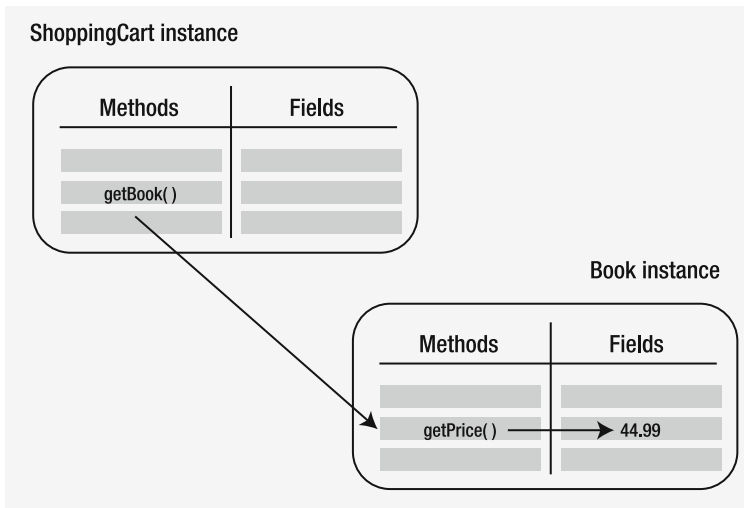 ShoppingCart instance
Methods Fields
getBook( )
Book instance
Methods Fields
getPrice( ) 44.99